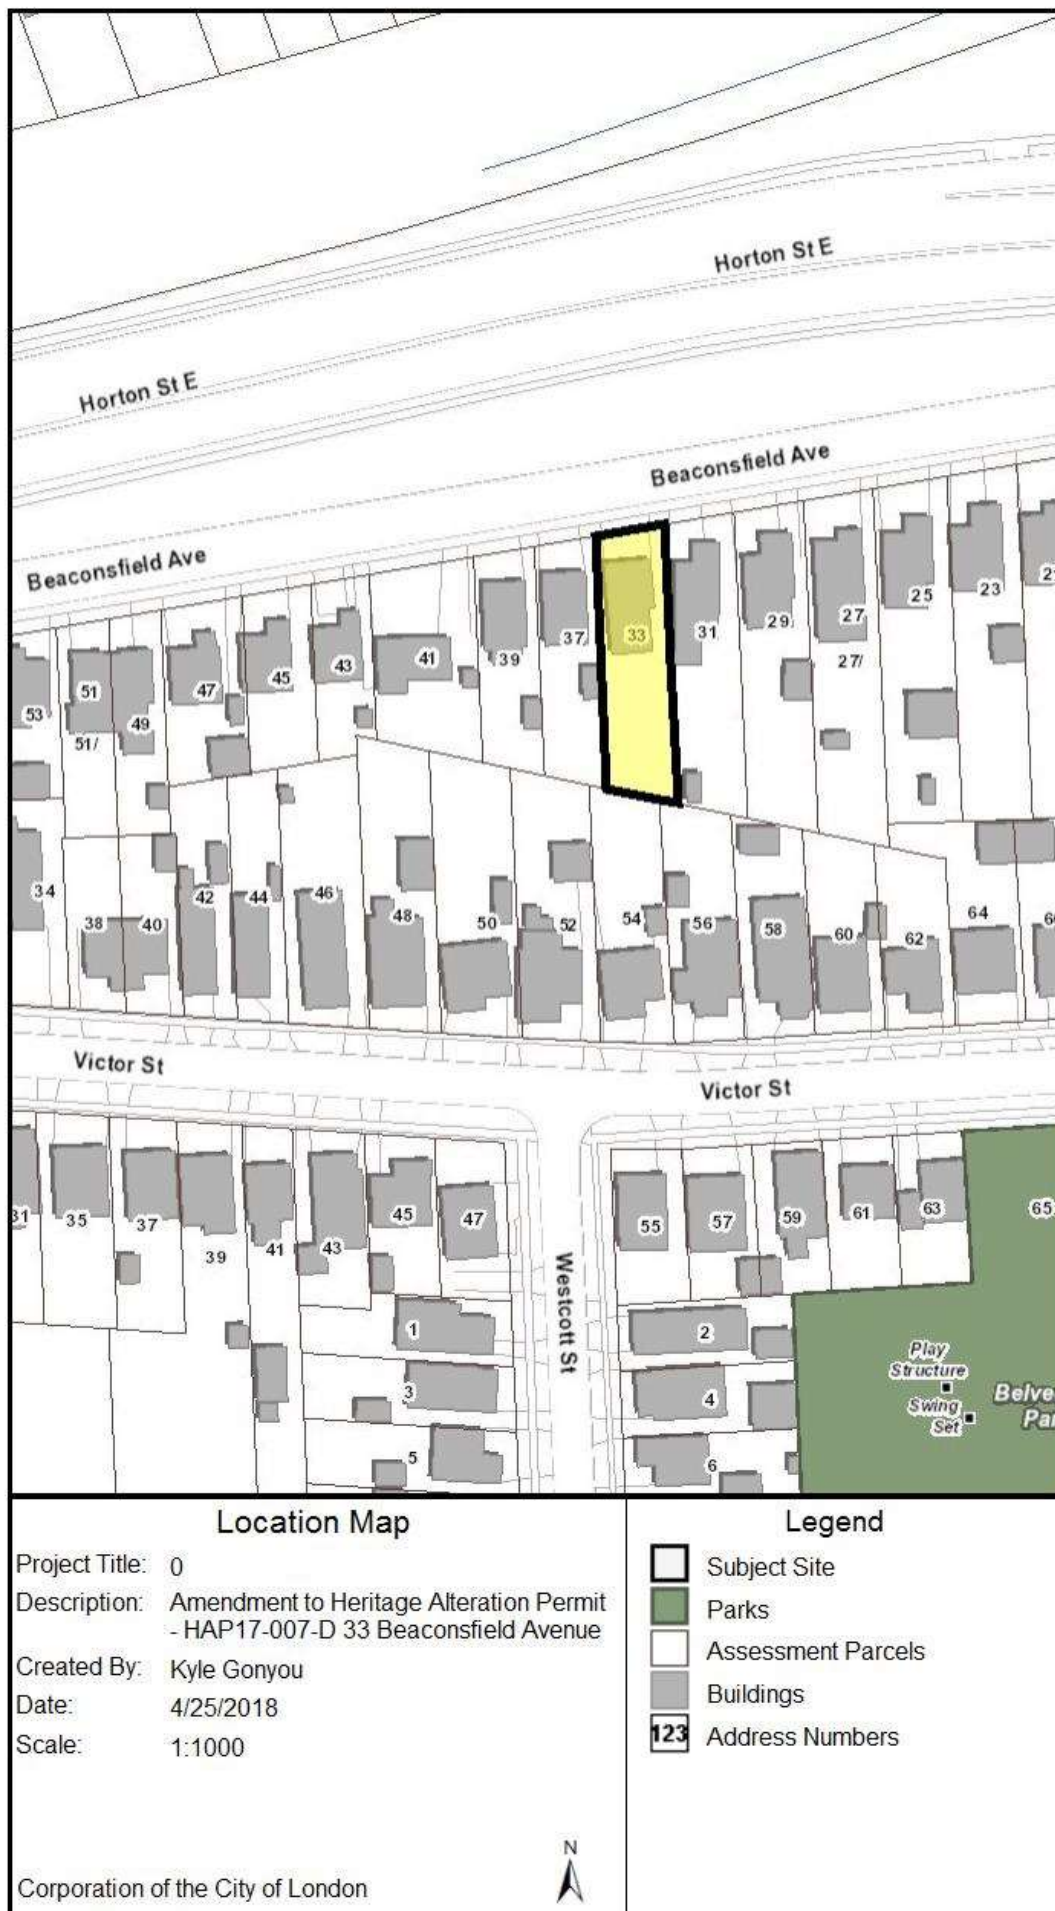 Horton St E
Horton St E
Beaconsfield Ave
Beaconsfield Ave
53
51
51/
49
47
45
43
41
39
37
33
31
29
27
27/
25
23
34
38
40
42
44
46
48
50
52
54
56
58
60
62
64
Victor St
Victor St
31
35
37
39
41
43
45
47
55
57
59
61
63
65
Westcott St
1
3
5
2
4
6
Play
Structure
Swing
Set
Location Map
Project Title: 0
Description: Amendment to Heritage Alteration Permit
- HAP17-007-D 33 Beaconsfield Avenue
Created By: Kyle Gonyou
Date: 4/25/2018
Scale: 1:1000
N
Corporation of the City of London
Legend
Subject Site
Parks
Assessment Parcels
Buildings
123 Address Numbers